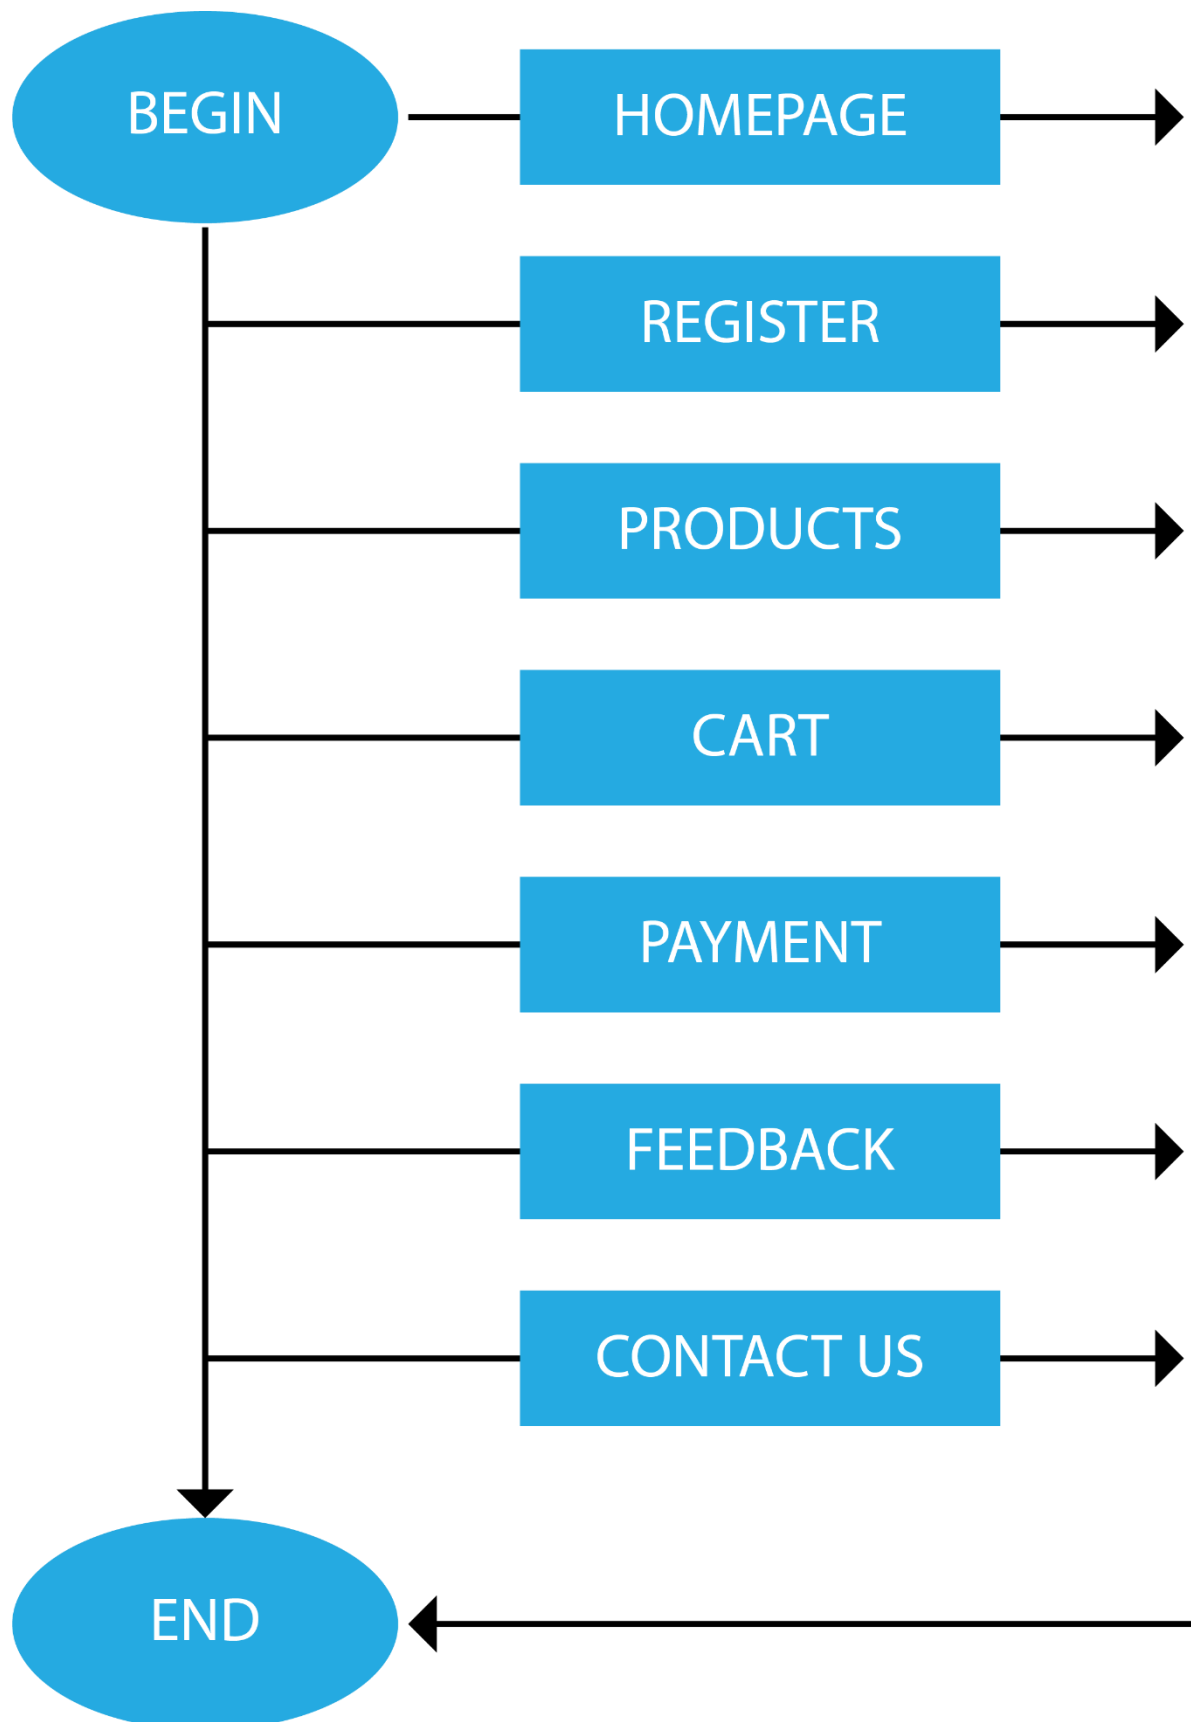 BEGIN
HOMEPAGE
REGISTER
PRODUCTS
CART
PAYMENT
FEEDBACK
CONTACT US
END